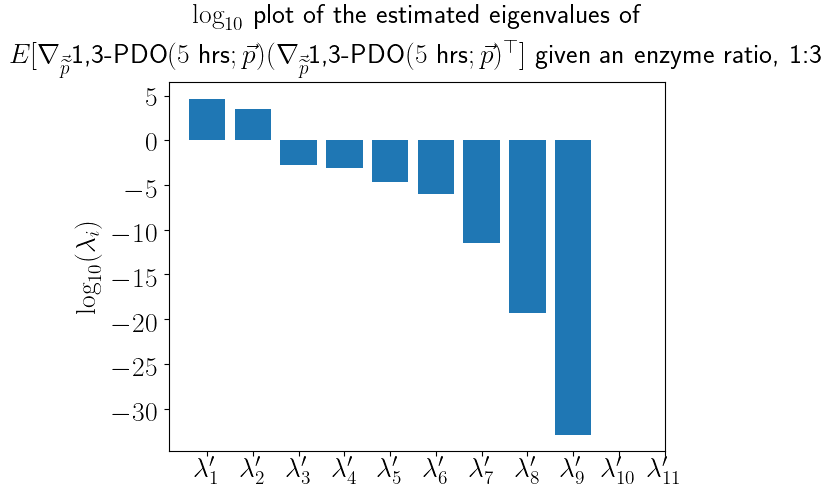 log₁₀ plot of the estimated eigenvalues of
E[∇_{p̃⃗}1,3-PDO(5 hrs; p⃗)(∇_{p̃⃗}1,3-PDO(5 hrs; p⃗)^⊤] given an enzyme ratio, 1:3
5
0
−5
−10
−15
−20
−25
−30
log₁₀(λᵢ)
λ′₁ λ′₂ λ′₃ λ′₄ λ′₅ λ′₆ λ′₇ λ′₈ λ′₉ λ′₁₀ λ′₁₁